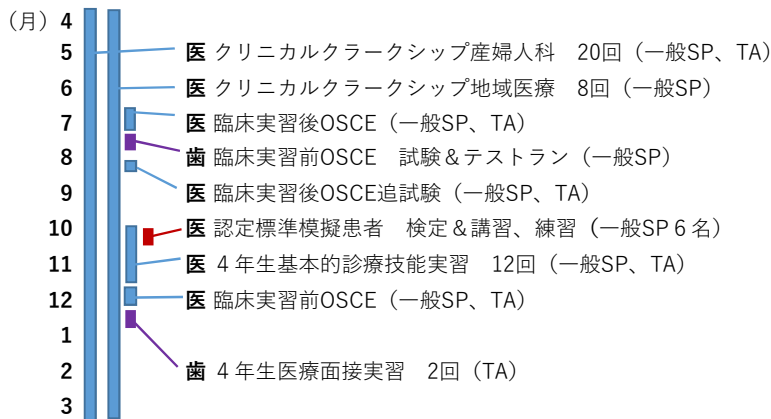 （月）4
5 医 クリニカルクラークシップ産婦人科　20回（一般SP、TA）
6 医 クリニカルクラークシップ地域医療　8回（一般SP）
7 医 臨床実習後OSCE（一般SP、TA）
8 歯 臨床実習前OSCE　試験＆テストラン（一般SP）
9 医 臨床実習後OSCE追試験（一般SP、TA）
10 医 認定標準模擬患者　検定＆講習、練習（一般SP６名）
11 医 ４年生基本的診療技能実習　12回（一般SP、TA）
12 医 臨床実習前OSCE（一般SP、TA）
1
2 歯 ４年生医療面接実習　2回（TA）
3